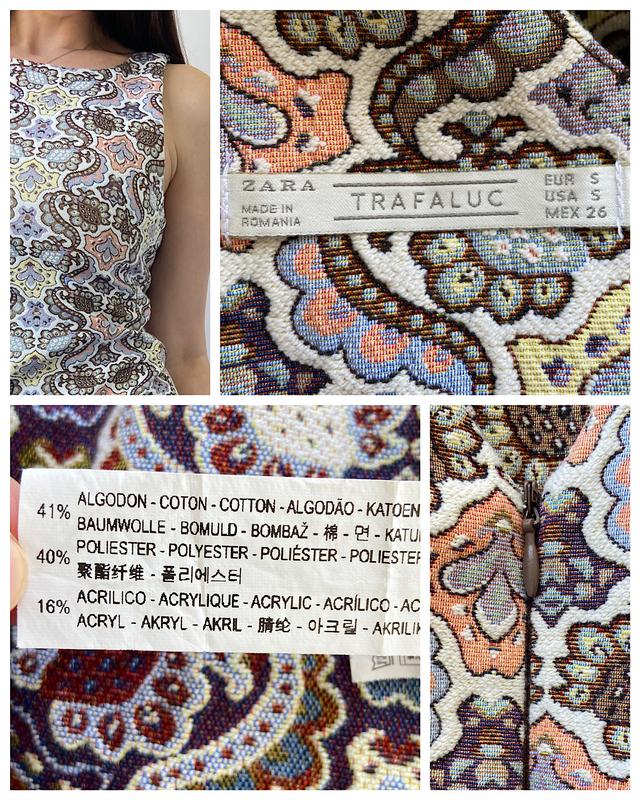 ZARA
MADE IN
ROMANIA
TRAFALUC
EUR S
USA S
MEX 26
41% ALGODON - COTON - COTTON - ALGODÃO - KATOEN
BAUMWOLLE - BOMULD - BOMBAŽ - 棉 - 면 - KATU
40% POLIESTER - POLYESTER - POLIÉSTER - POLIESTER
聚酯纤维 - 폴리에스터
16% ACRILICO - ACRYLIQUE - ACRYLIC - ACRÍLICO - AC
ACRYL - AKRYL - AKRIL - 腈纶 - 아크릴 - AKRILIK